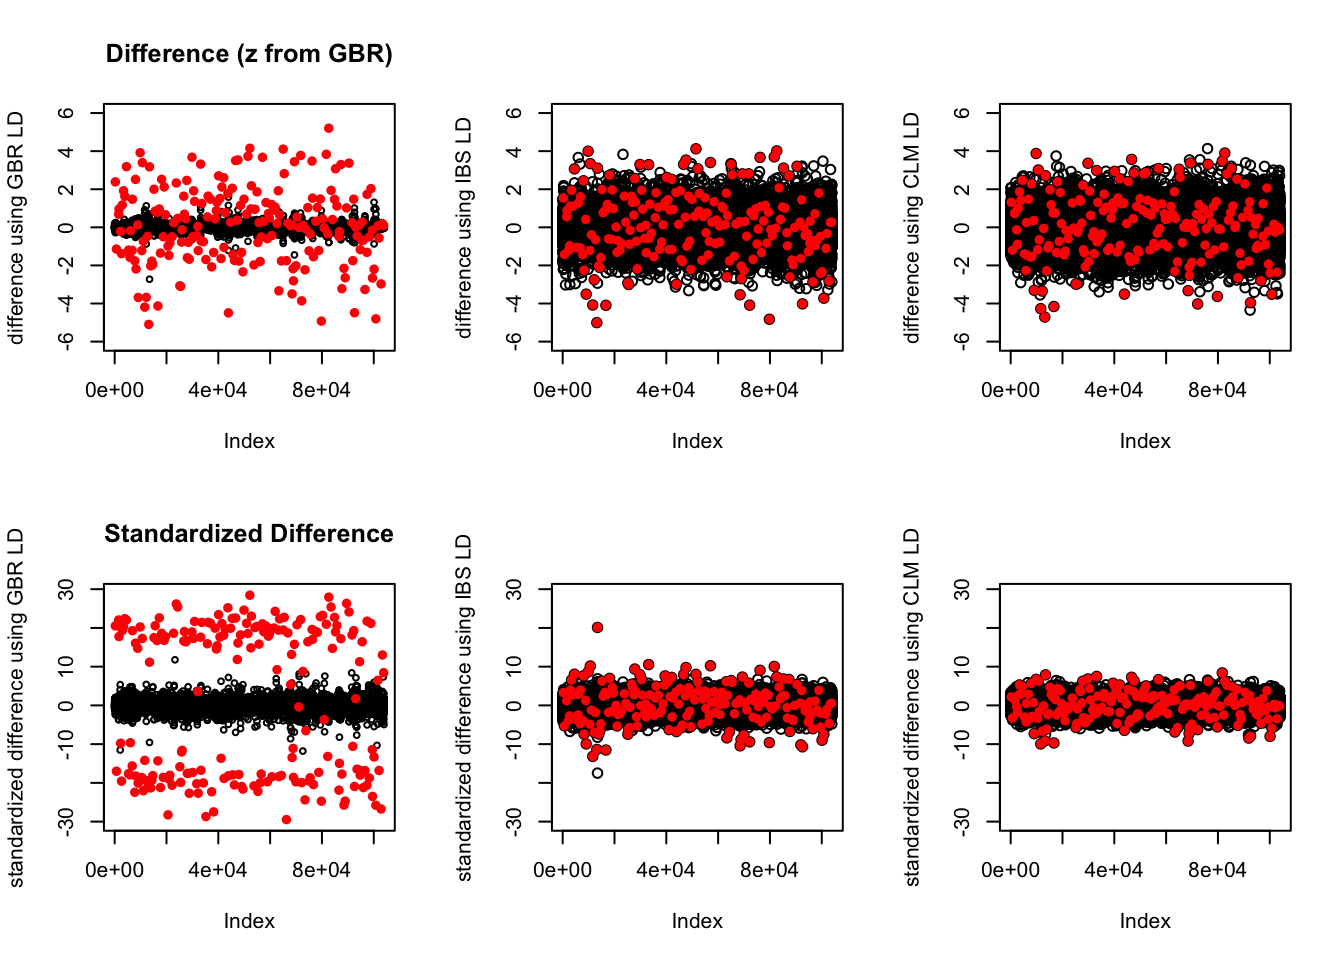 Difference (z from GBR)
difference using GBR LD
6
4
2
0
-2
-4
-6
0e+00 4e+04 8e+04
Index
difference using IBS LD
6
4
2
0
-2
-4
-6
0e+00 4e+04 8e+04
Index
difference using CLM LD
6
4
2
0
-2
-4
-6
0e+00 4e+04 8e+04
Index
Standardized Difference
standardized difference using GBR LD
30
10
0
-10
-30
0e+00 4e+04 8e+04
Index
standardized difference using IBS LD
30
10
0
-10
-30
0e+00 4e+04 8e+04
Index
standardized difference using CLM LD
30
10
0
-10
-30
0e+00 4e+04 8e+04
Index